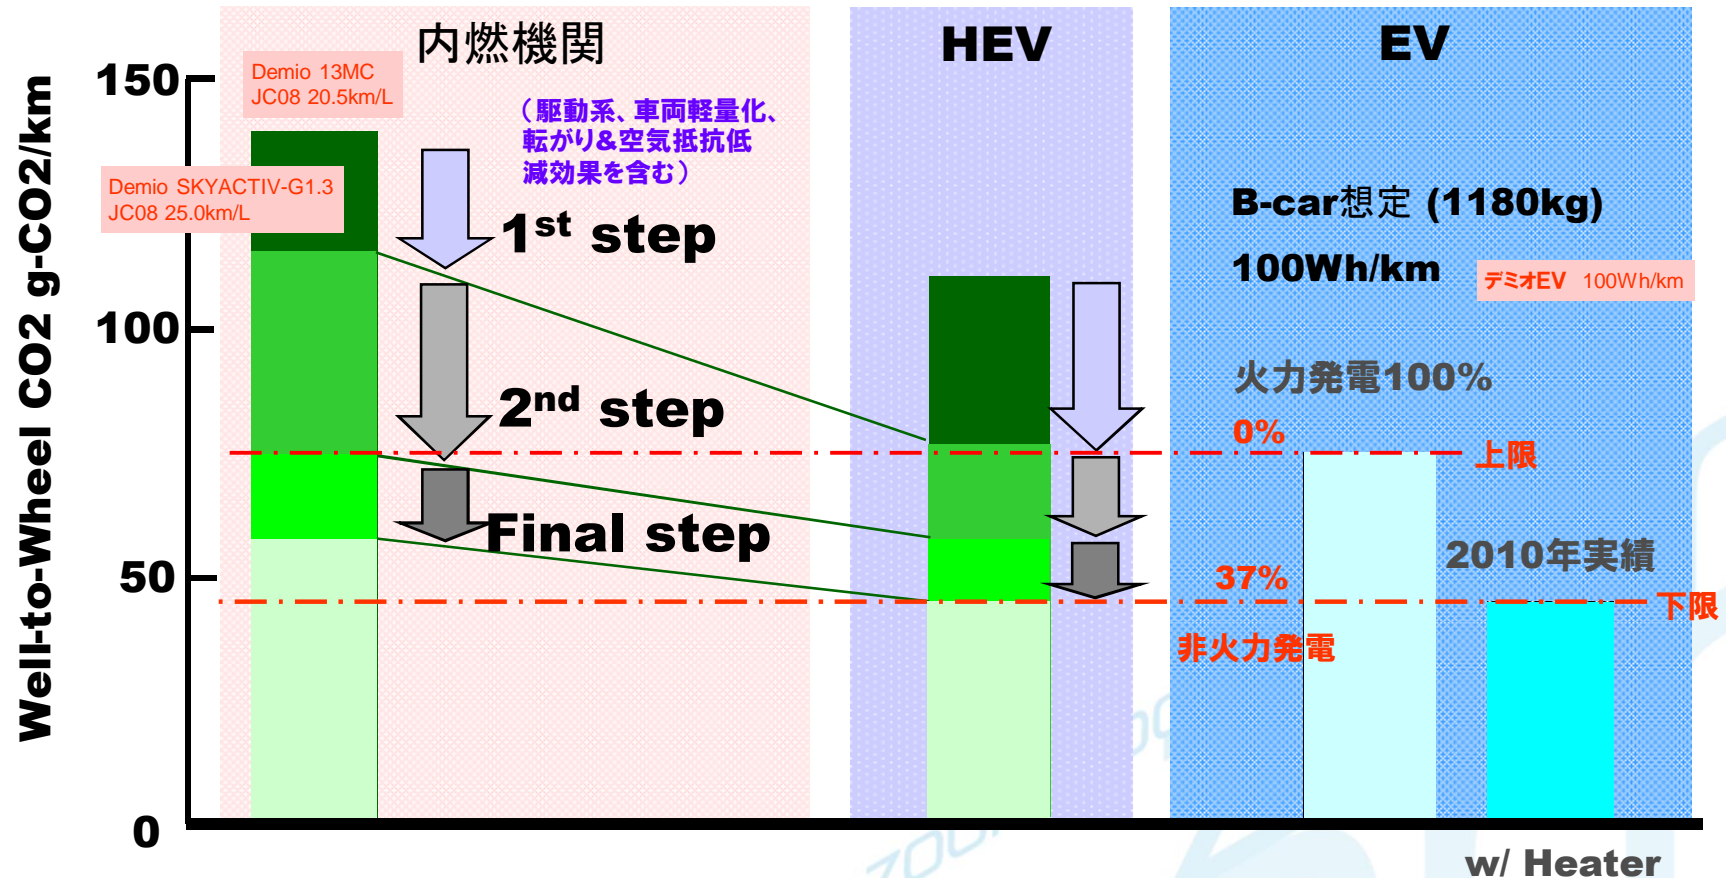 内燃機関
HEV
EV
Well-to-Wheel CO2 g-CO2/km
150
100
50
0
Demio 13MC
JC08 20.5km/L
Demio SKYACTIV-G1.3
JC08 25.0km/L
（駆動系、車両軽量化、
転がり&空気抵抗低
減効果を含む）
1st step
2nd step
Final step
B-car想定 (1180kg)
100Wh/km
デミオEV 100Wh/km
火力発電100%
0%
上限
2010年実績
37%
下限
非火力発電
w/ Heater